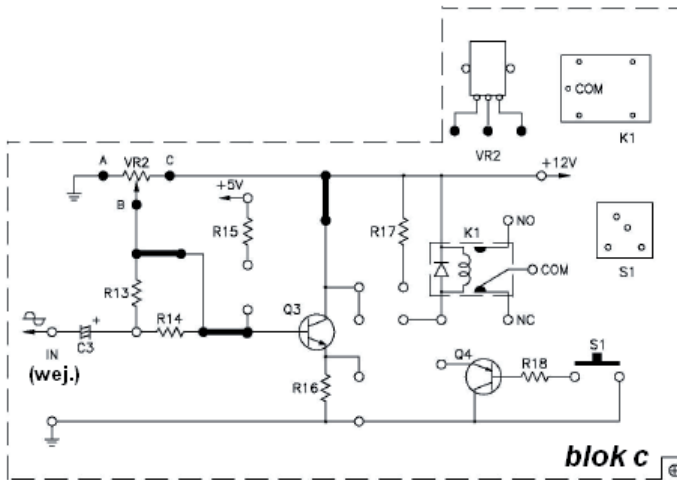 COM
K1
VR2
A
VR2
C
+12V
+5V
B
R15
R17
K1
NO
S1
COM
R13
Q3
R14
NC
+
C3
IN
(wej.)
Q4
R18
S1
R16
blok c